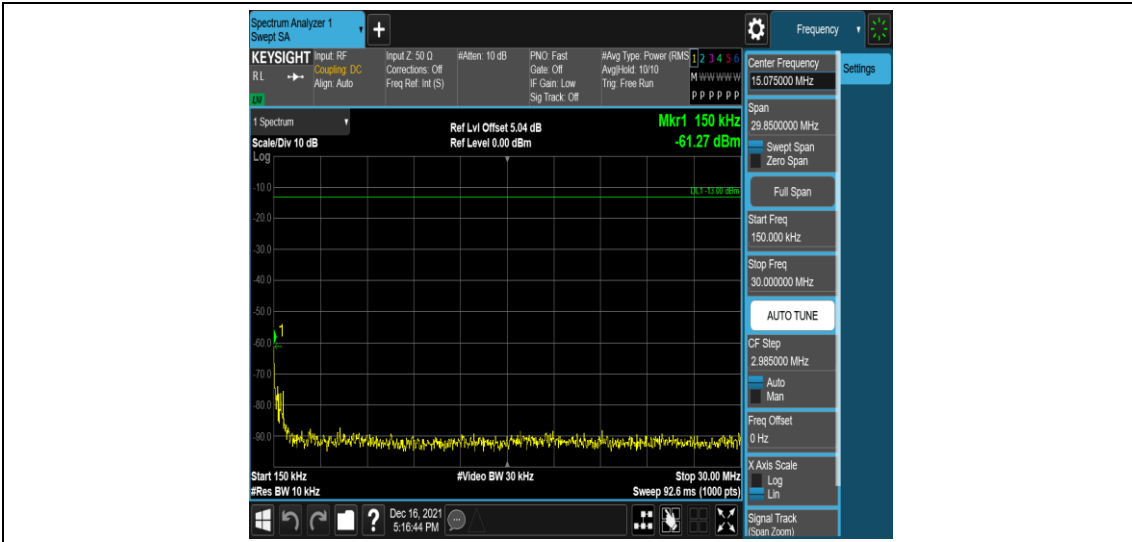 Spectrum Analyzer 1
Swept SA
+
Frequency
KEYSIGHT
RL
LXI
Input: RF
Coupling: DC
Align: Auto
Input Z: 50 Ω
Corrections: Off
Freq Ref: Int (S)
#Atten: 10 dB
PNO: Fast
Gate: Off
IF Gain: Low
Sig Track: Off
#Avg Type: Power (RMS
Avg|Hold: 10/10
Trig: Free Run
1 2 3 4 5 6
M W W W W W
P P P P P P
Center Frequency
15.075000 MHz
Settings
Span
29.8500000 MHz
Swept Span
Zero Span
Full Span
Start Freq
150.000 kHz
Stop Freq
30.000000 MHz
AUTO TUNE
CF Step
2.985000 MHz
Auto
Man
Freq Offset
0 Hz
X Axis Scale
Log
Lin
Signal Track
(Span Zoom)
1 Spectrum
Scale/Div 10 dB
Ref Lvl Offset 5.04 dB
Ref Level 0.00 dBm
Mkr1 150 kHz
-61.27 dBm
Log
DL1 -13.00 dBm
-10.0
-20.0
-30.0
-40.0
-50.0
1
-60.0
-70.0
-80.0
-90.0
Start 150 kHz
#Res BW 10 kHz
#Video BW 30 kHz
Stop 30.00 MHz
Sweep 92.6 ms (1000 pts)
?
Dec 16, 2021
5:16:44 PM